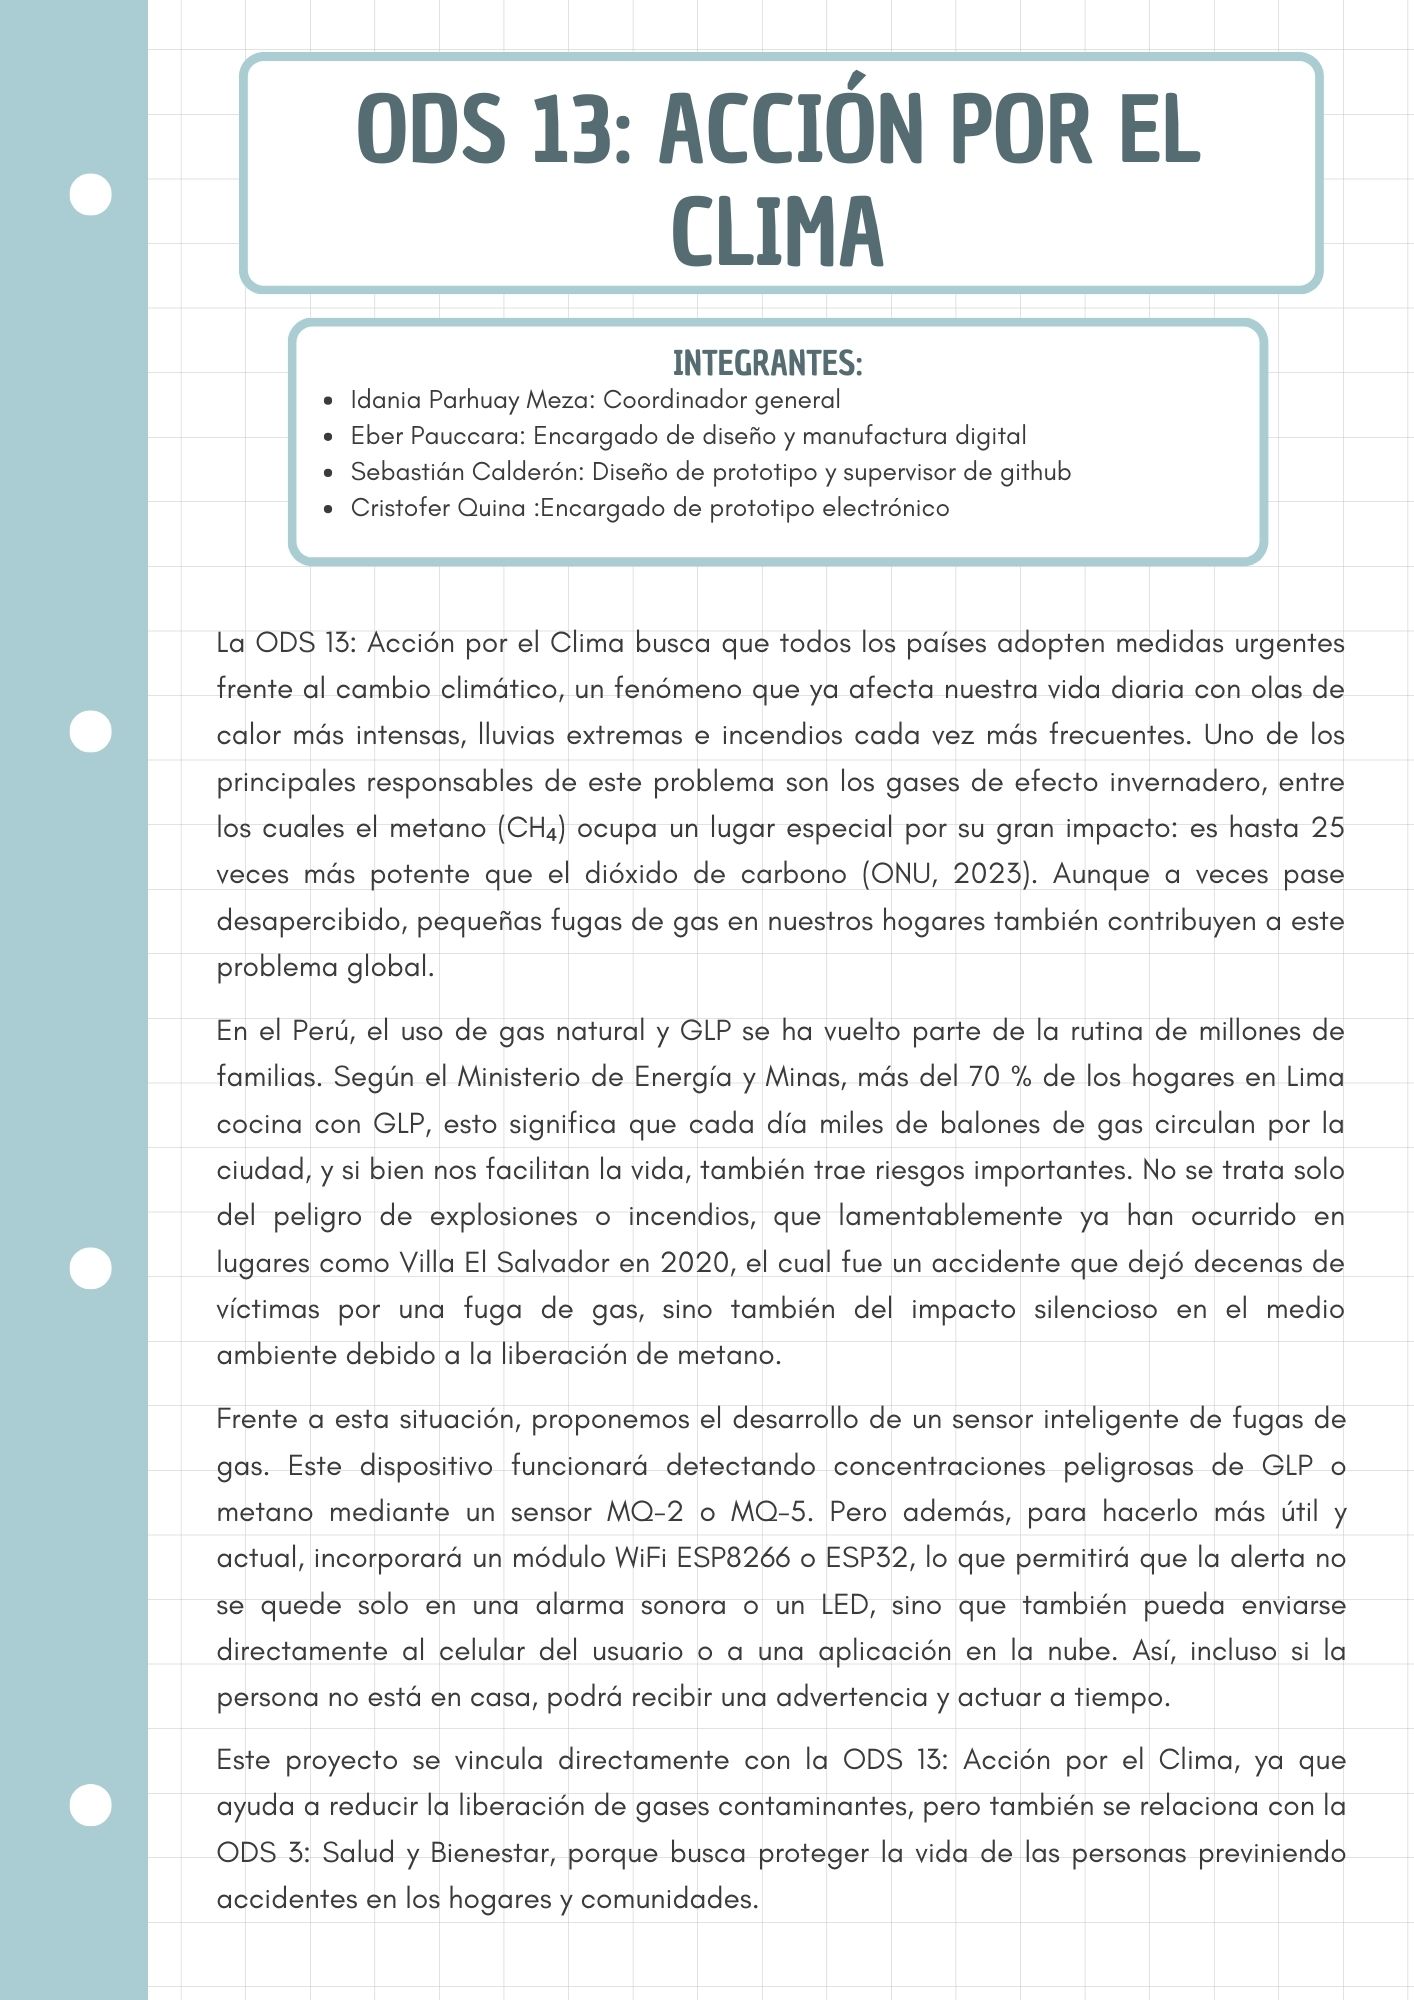 ODS 13: ACCIÓN POR EL
CLIMA
INTEGRANTES:
• Idania Parhuay Meza: Coordinador general
• Eber Pauccara: Encargado de diseño y manufactura digital
• Sebastián Calderón: Diseño de prototipo y supervisor de github
• Cristofer Quina :Encargado de prototipo electrónico
La ODS 13: Acción por el Clima busca que todos los países adopten medidas urgentes
frente al cambio climático, un fenómeno que ya afecta nuestra vida diaria con olas de
calor más intensas, lluvias extremas e incendios cada vez más frecuentes. Uno de los
principales responsables de este problema son los gases de efecto invernadero, entre
los cuales el metano (CH₄) ocupa un lugar especial por su gran impacto: es hasta 25
veces más potente que el dióxido de carbono (ONU, 2023). Aunque a veces pase
desapercibido, pequeñas fugas de gas en nuestros hogares también contribuyen a este
problema global.
En el Perú, el uso de gas natural y GLP se ha vuelto parte de la rutina de millones de
familias. Según el Ministerio de Energía y Minas, más del 70 % de los hogares en Lima
cocina con GLP, esto significa que cada día miles de balones de gas circulan por la
ciudad, y si bien nos facilitan la vida, también trae riesgos importantes. No se trata solo
del peligro de explosiones o incendios, que lamentablemente ya han ocurrido en
lugares como Villa El Salvador en 2020, el cual fue un accidente que dejó decenas de
víctimas por una fuga de gas, sino también del impacto silencioso en el medio
ambiente debido a la liberación de metano.
Frente a esta situación, proponemos el desarrollo de un sensor inteligente de fugas de
gas. Este dispositivo funcionará detectando concentraciones peligrosas de GLP o
metano mediante un sensor MQ-2 o MQ-5. Pero además, para hacerlo más útil y
actual, incorporará un módulo WiFi ESP8266 o ESP32, lo que permitirá que la alerta no
se quede solo en una alarma sonora o un LED, sino que también pueda enviarse
directamente al celular del usuario o a una aplicación en la nube. Así, incluso si la
persona no está en casa, podrá recibir una advertencia y actuar a tiempo.
Este proyecto se vincula directamente con la ODS 13: Acción por el Clima, ya que
ayuda a reducir la liberación de gases contaminantes, pero también se relaciona con la
ODS 3: Salud y Bienestar, porque busca proteger la vida de las personas previniendo
accidentes en los hogares y comunidades.